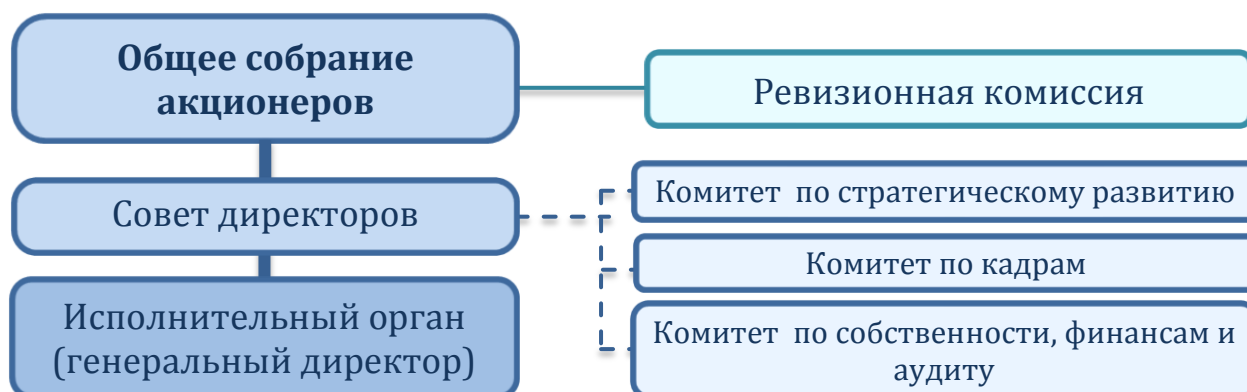 Общее собрание
акционеров
Ревизионная комиссия
Совет директоров
Комитет по стратегическому развитию
Комитет по кадрам
Исполнительный орган
(генеральный директор)
Комитет по собственности, финансам и
аудиту